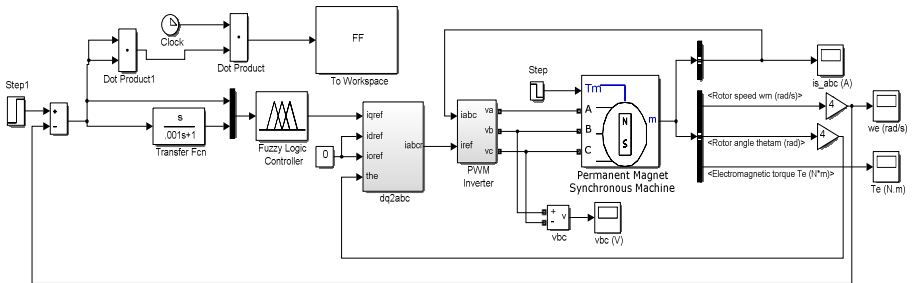 Step1
Clock
Dot Product1
Dot Product
FF
To Workspace
s
.001s+1
Transfer Fcn
Fuzzy Logic
Controller
0
iqref
idref
ioref
the
iabcr
dq2abc
iabc
iref
va
vb
vc
PWM
Inverter
Step
Tm
A
B
C
N
S
m
Permanent Magnet
Synchronous Machine
v
vbc
vbc (V)
is_abc (A)
<Rotor speed wm (rad/s)>
4
we (rad/s)
<Rotor angle thetam (rad)>
4
<Electromagnetic torque Te (N*m)>
Te (N.m)